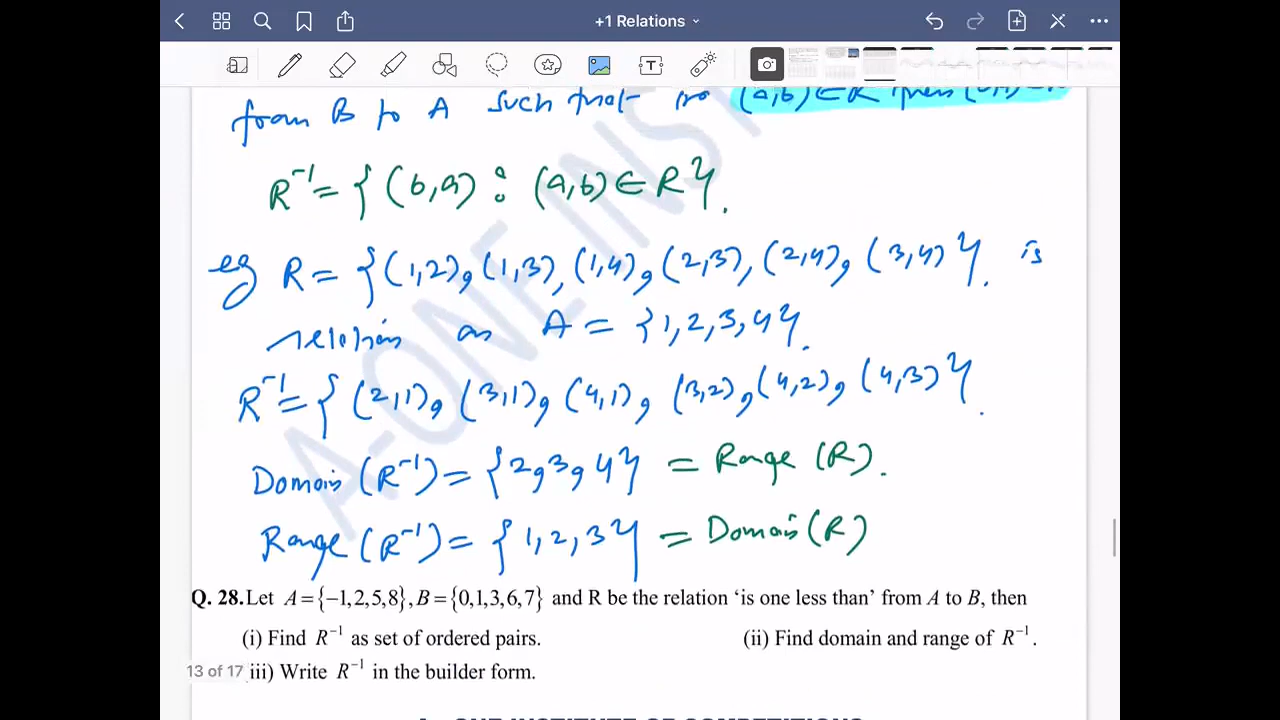 +1 Relations
from B to A such that
R⁻¹ = { (b,a) : (a,b) ∈ R }.
eg R = { (1,2), (1,3), (1,4), (2,3), (2,4), (3,4) }. is
relation on A = {1,2,3,4}.
R⁻¹ = { (2,1), (3,1), (4,1), (3,2), (4,2), (4,3) }.
Domain (R⁻¹) = {2,3,4} = Range (R).
Range (R⁻¹) = {1,2,3} = Domain (R)
Q. 28. Let A = {−1,2,5,8}, B = {0,1,3,6,7} and R be the relation ‘is one less than’ from A to B, then
(i) Find R⁻¹ as set of ordered pairs. (ii) Find domain and range of R⁻¹.
13 of 17 iii) Write R⁻¹ in the builder form.